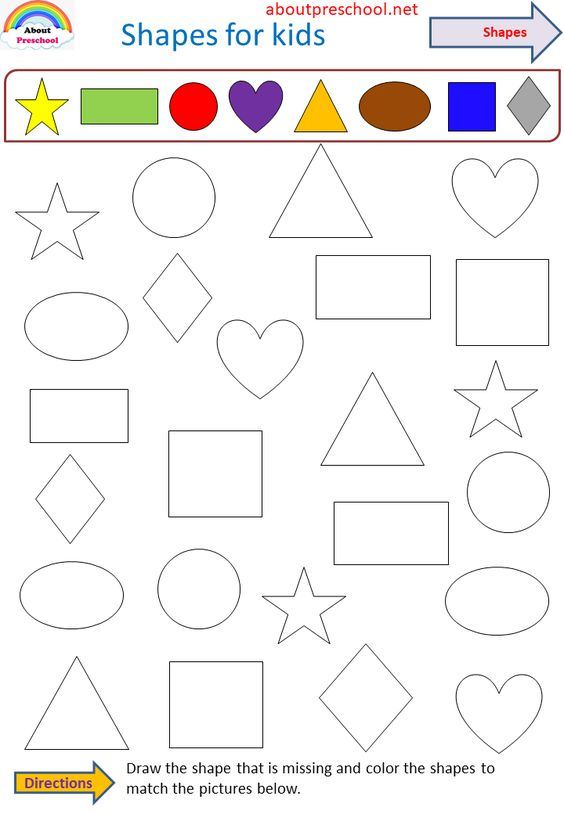 aboutpreschool.net
About
Preschool
Shapes for kids
Shapes
Directions
Draw the shape that is missing and color the shapes to
match the pictures below.